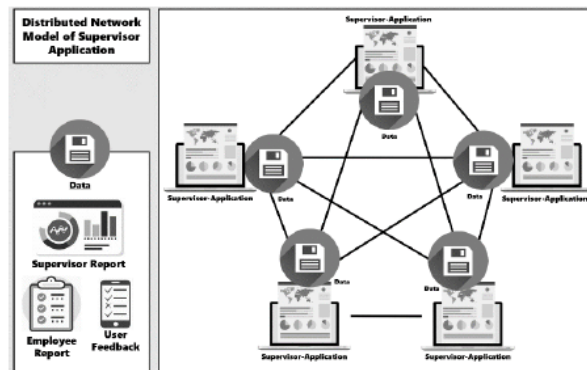 Distributed Network
Model of Supervisor
Application
Data
Supervisor Report
Employee
Report
User
Feedback
Supervisor-Application
Data
Supervisor-Application
Data
Data
Supervisor-Application
Data
Supervisor-Application
Data
Supervisor-Application